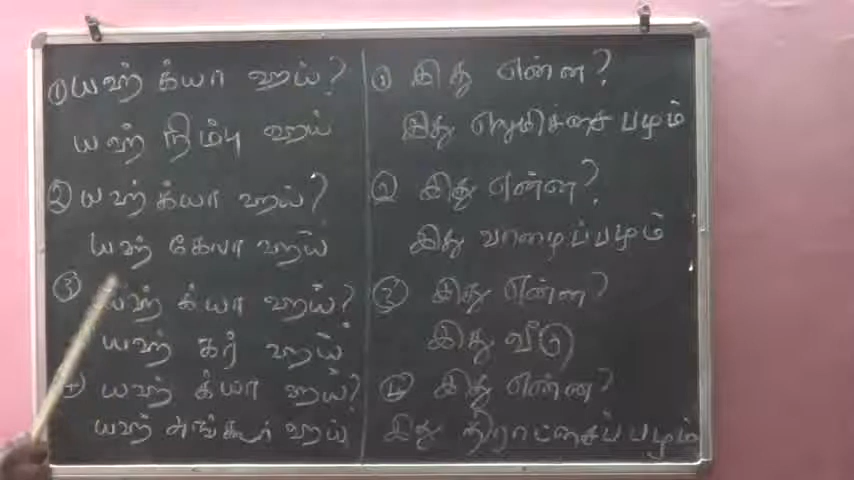 ① யஹ் க்யா ஹய்?
யஹ் நிம்பு ஹய்
② யஹ் க்யா ஹய்?
யஹ் கேலா ஹய்
③ யஹ் க்யா ஹய்?
யஹ் கர் ஹய்
யஹ் க்யா ஹய்?
யஹ் அங்கூர் ஹய்
① இது என்ன?
இது எலுமிச்சை பழம்
② இது என்ன?
இது வாழைப்பழம்
③ இது என்ன?
இது வீடு
④ இது என்ன?
இது திராட்சைப் பழம்